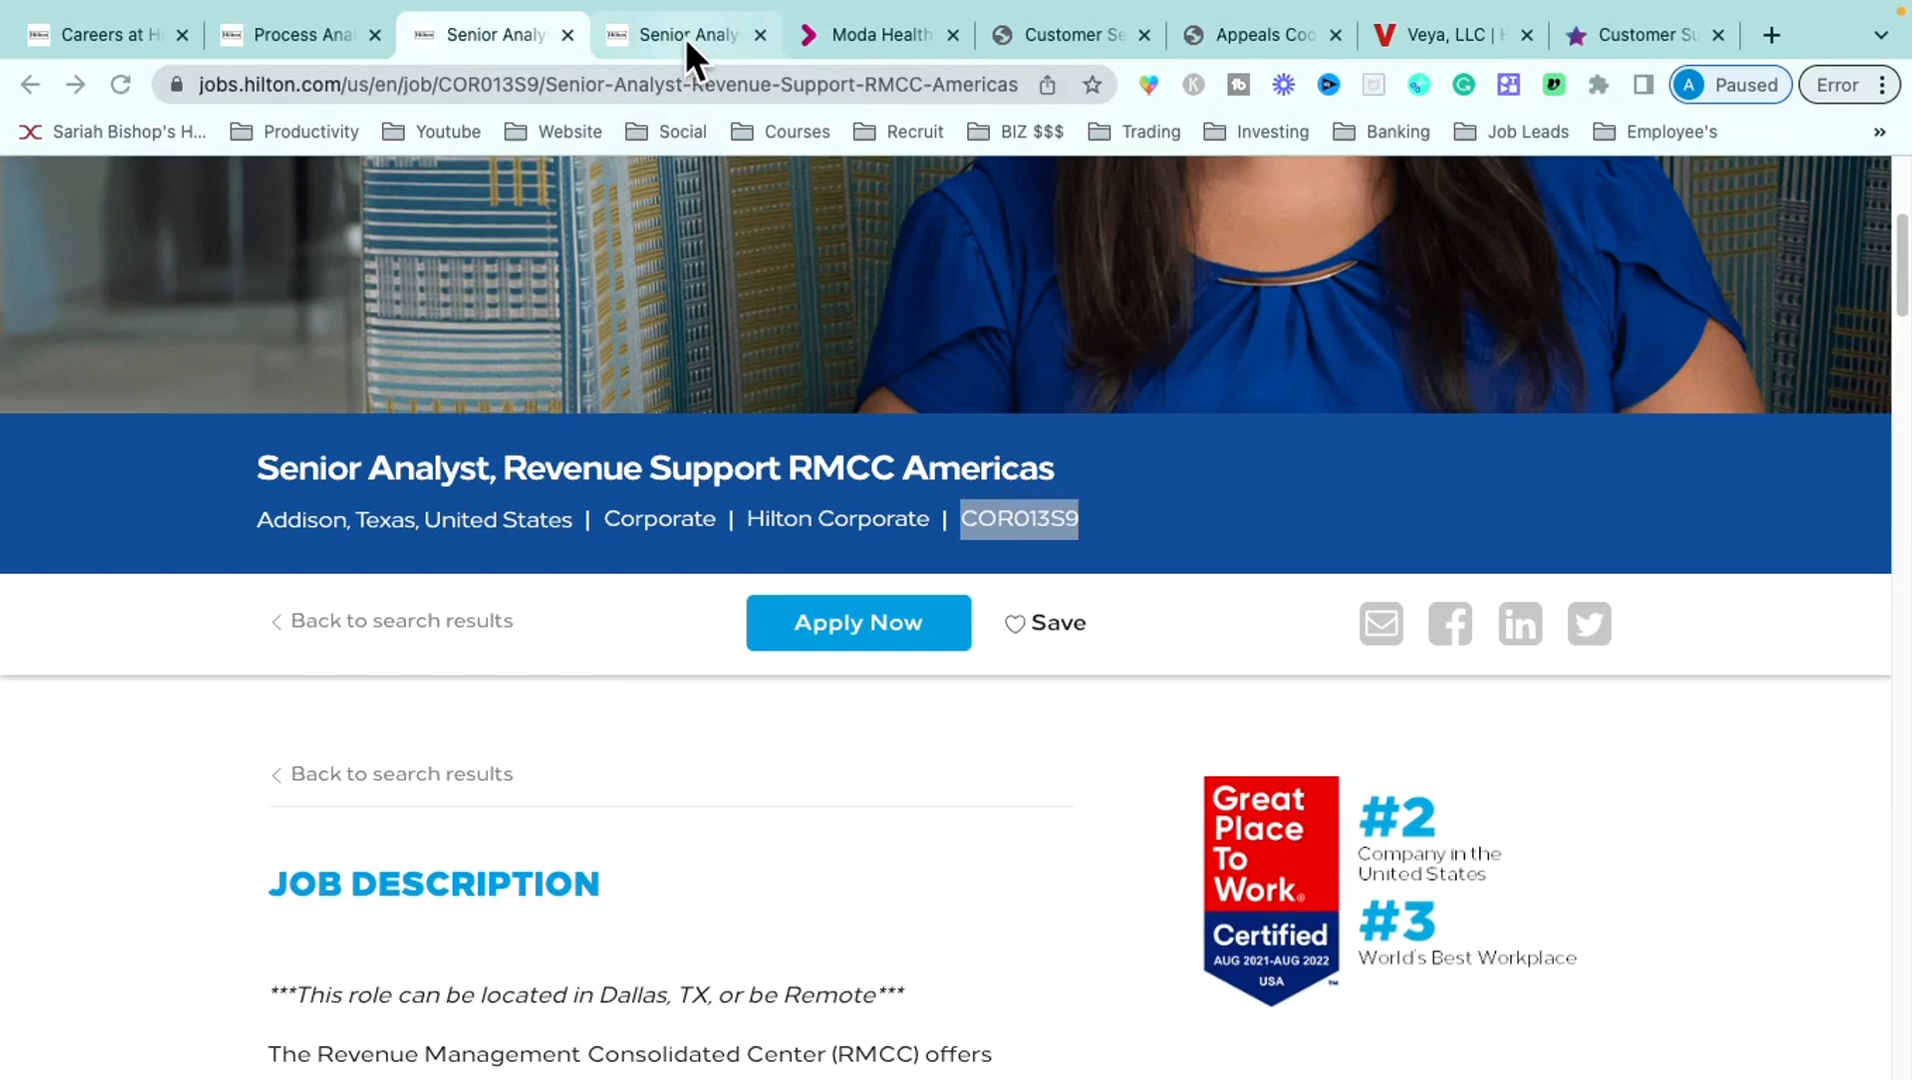 Careers at Hi
Process Anal
Senior Analy
Senior Analy
Moda Health
Customer Se
Appeals Coo
Veya, LLC | H
Customer Su
jobs.hilton.com/us/en/job/COR013S9/Senior-Analyst-Revenue-Support-RMCC-Americas
A Paused
Error
Sariah Bishop's H...
Productivity
Youtube
Website
Social
Courses
Recruit
BIZ $$$
Trading
Investing
Banking
Job Leads
Employee's
»
Senior Analyst, Revenue Support RMCC Americas
Addison, Texas, United States | Corporate | Hilton Corporate | COR013S9
Back to search results
Apply Now
Save
Back to search results
JOB DESCRIPTION
***This role can be located in Dallas, TX, or be Remote***
The Revenue Management Consolidated Center (RMCC) offers
Great
Place
To
Work®
Certified
AUG 2021-AUG 2022
USA
™
#2
Company in the
United States
#3
World's Best Workplace